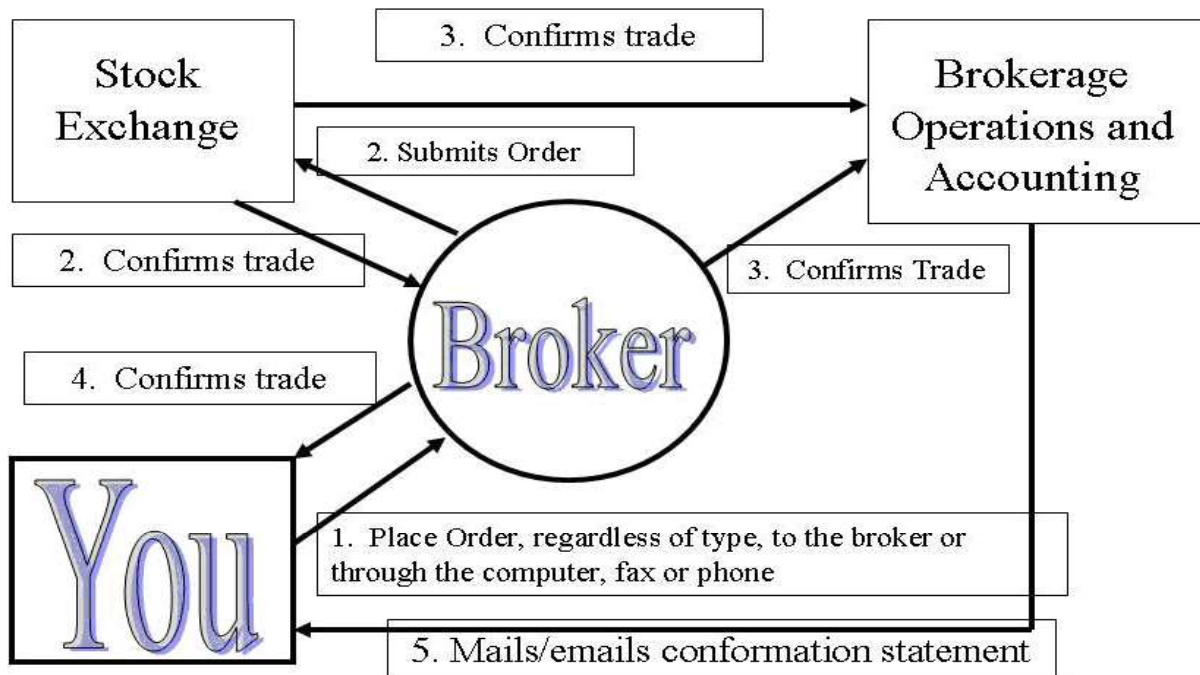 3. Confirms trade
Stock
Exchange
Brokerage
Operations and
Accounting
2. Submits Order
2. Confirms trade
3. Confirms Trade
Broker
4. Confirms trade
You
1. Place Order, regardless of type, to the broker or
through the computer, fax or phone
5. Mails/emails conformation statement